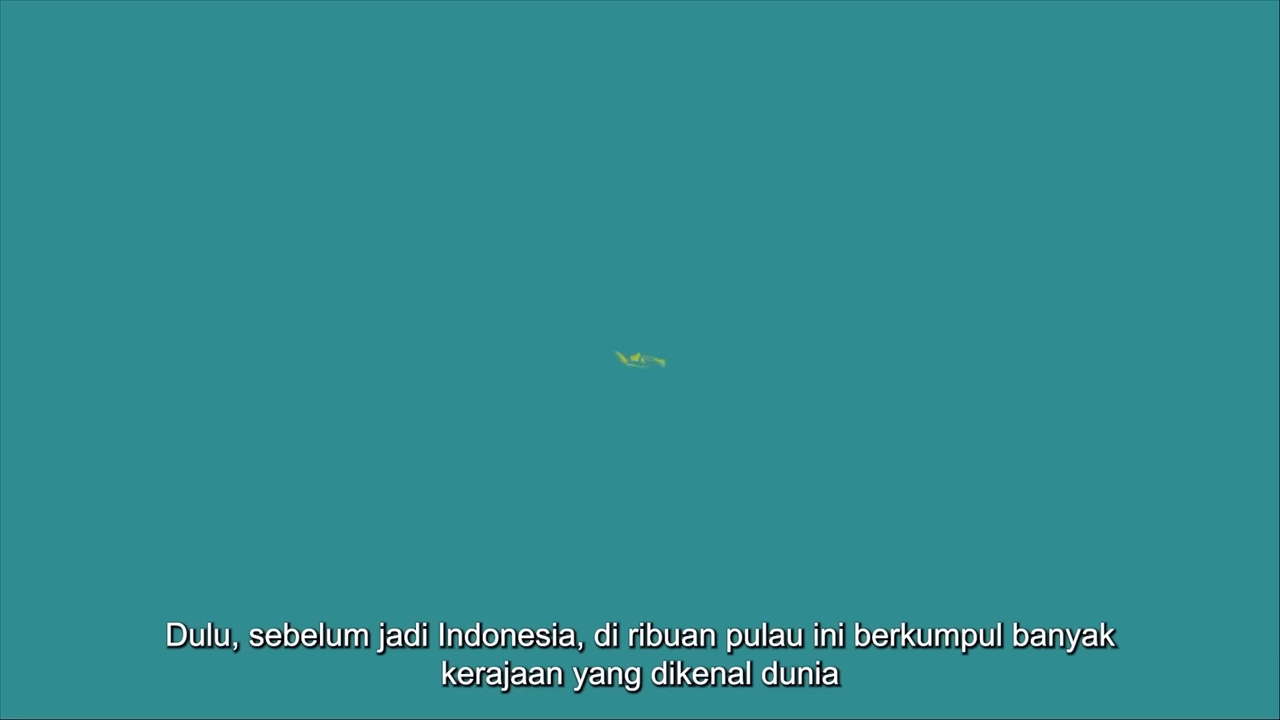 Dulu, sebelum jadi Indonesia, di ribuan pulau ini berkumpul banyak
kerajaan yang dikenal dunia